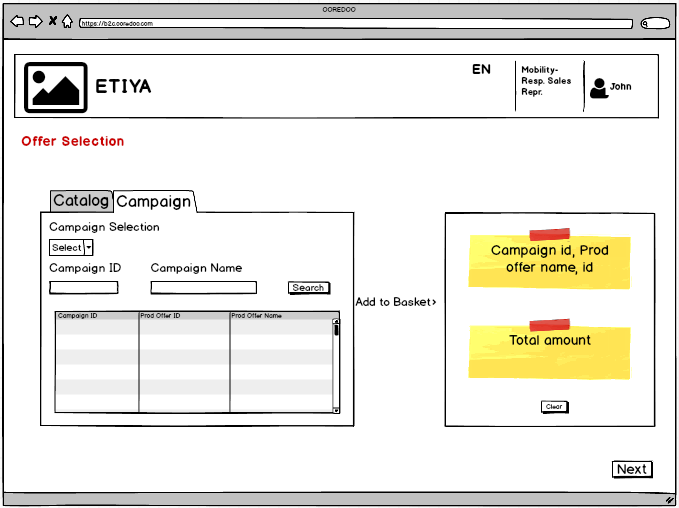 OOREDOO
https://b2c.ooredoo.com
ETIYA
EN
Mobility-
Resp. Sales
Repr.
John
Offer Selection
Catalog
Campaign
Campaign Selection
Select
Campaign ID
Campaign Name
Search
Campaign ID
Prod Offer ID
Prod Offer Name
Add to Basket>
Campaign id, Prod
offer name, id
Total amount
Clear
Next